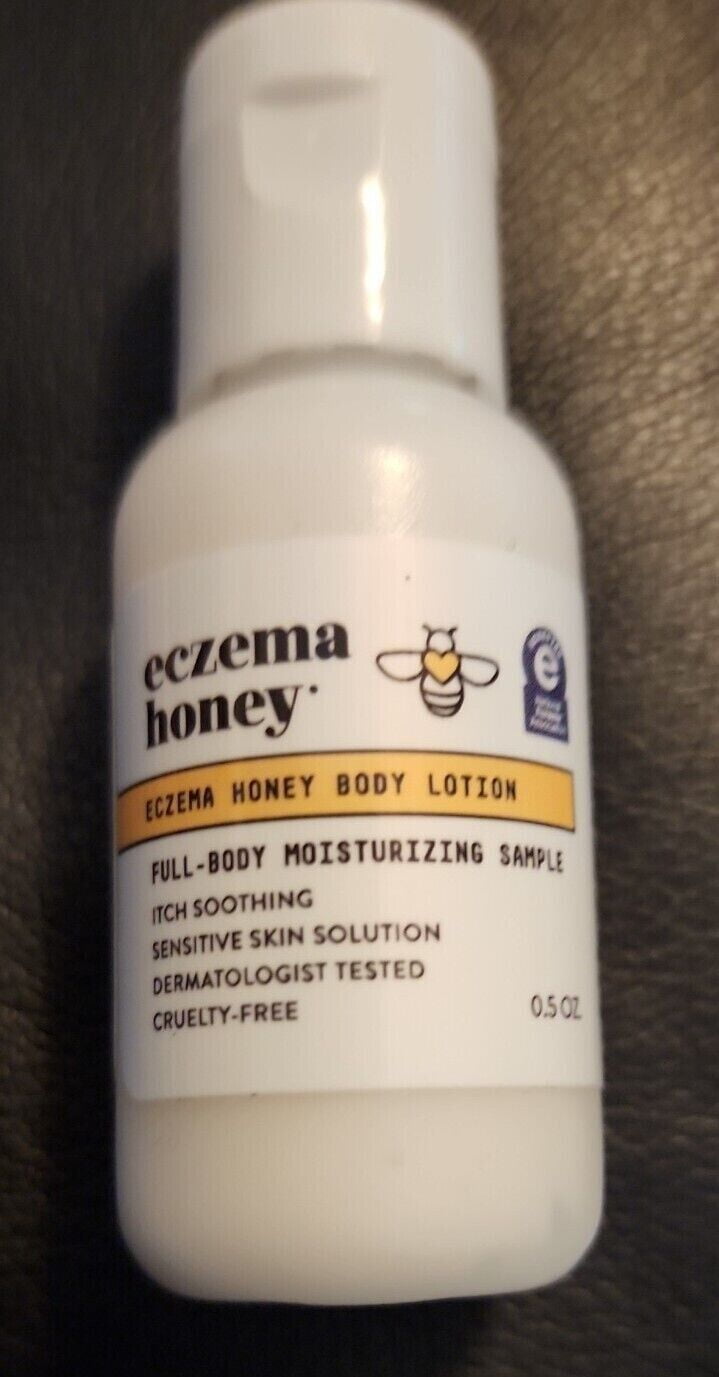 eczema
honey
ECZEMA HONEY BODY LOTION
FULL-BODY MOISTURIZING SAMPLE
ITCH SOOTHING
SENSITIVE SKIN SOLUTION
DERMATOLOGIST TESTED
CRUELTY-FREE
0.5 OZ